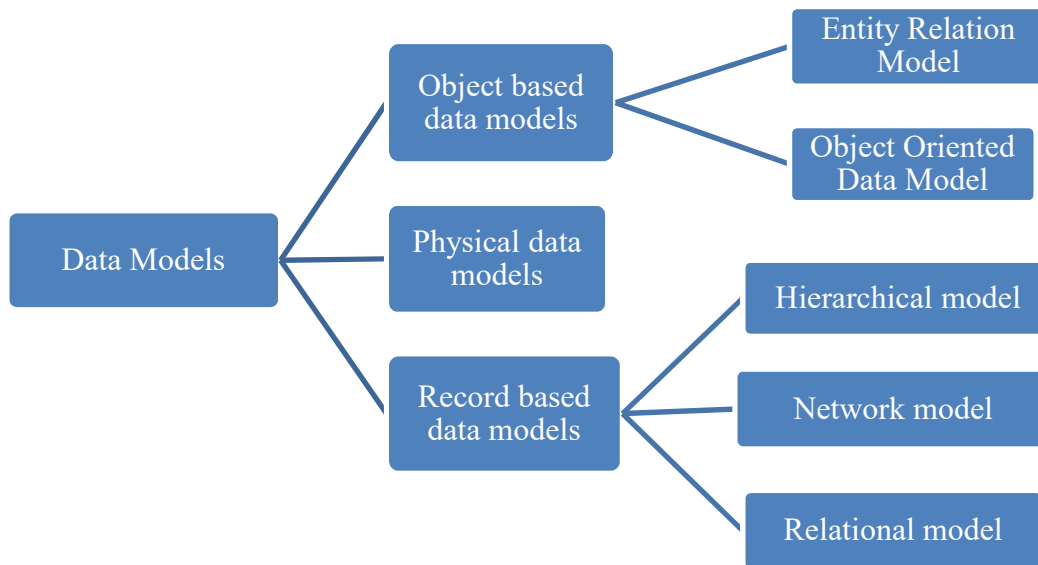 Data Models
Object based
data models
Physical data
models
Record based
data models
Entity Relation
Model
Object Oriented
Data Model
Hierarchical model
Network model
Relational model